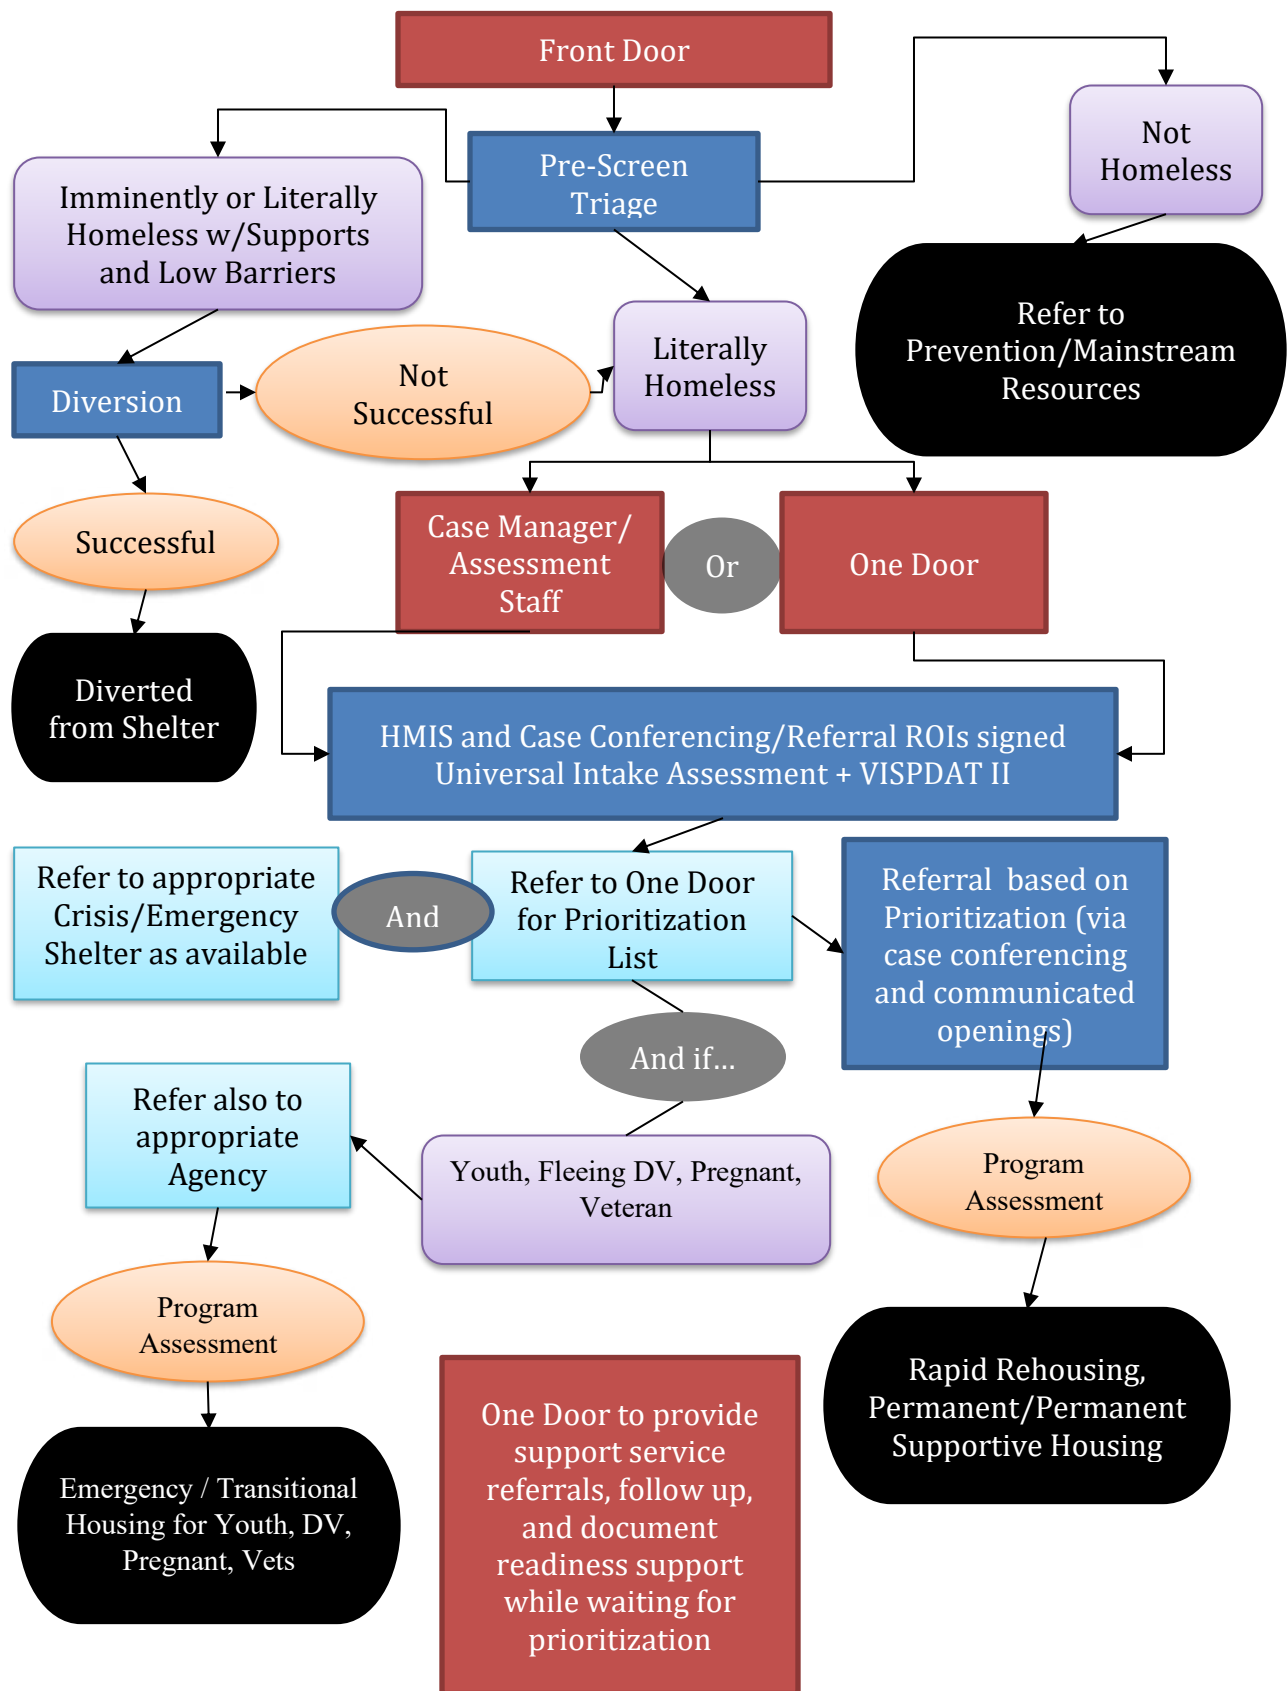 Front Door
Pre-Screen
Triage
Not
Homeless
Imminently or Literally
Homeless w/Supports
and Low Barriers
Refer to
Prevention/Mainstream
Resources
Literally
Homeless
Not
Successful
Diversion
Successful
Case Manager/
Assessment
Staff
Or
One Door
Diverted
from Shelter
HMIS and Case Conferencing/Referral ROIs signed
Universal Intake Assessment + VISPDAT II
Refer to appropriate
Crisis/Emergency
Shelter as available
And
Refer to One Door
for Prioritization
List
Referral  based on
Prioritization (via
case conferencing
and communicated
openings)
And if...
Refer also to
appropriate
Agency
Youth, Fleeing DV, Pregnant,
Veteran
Program
Assessment
Program
Assessment
Rapid Rehousing,
Permanent/Permanent
Supportive Housing
One Door to provide
support service
referrals, follow up,
and document
readiness support
while waiting for
prioritization
Emergency / Transitional
Housing for Youth, DV,
Pregnant, Vets